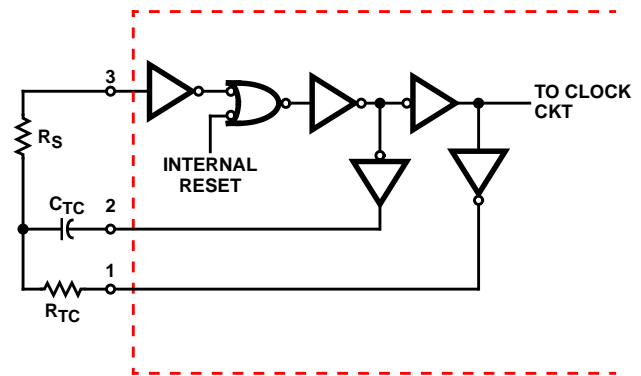 3
TO CLOCK
CKT
RS
INTERNAL
RESET
CTC
2
1
RTC